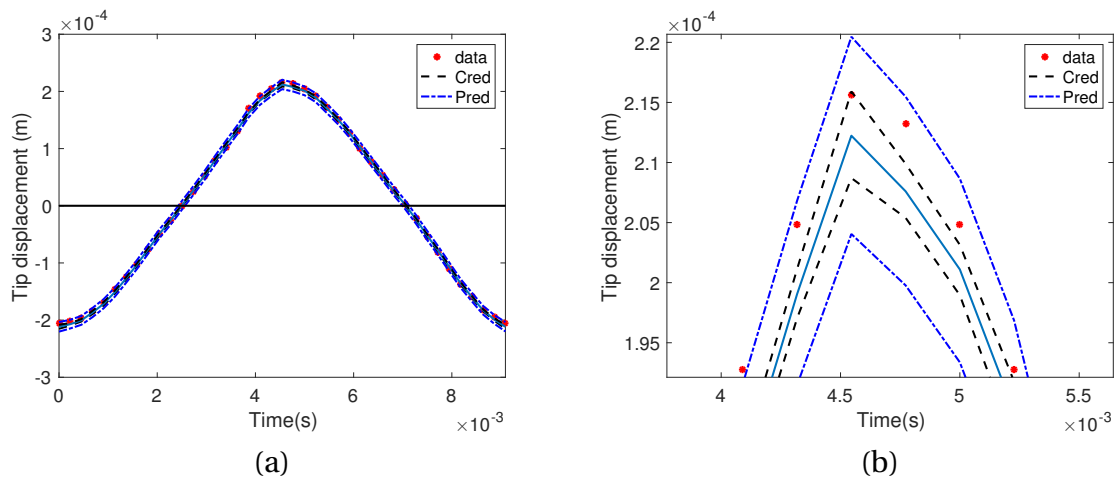 ×10⁻⁴
3
2
1
0
-1
-2
-3
Tip displacement (m)
data
Cred
Pred
0
2
4
6
8
Time(s)
×10⁻³
(a)
×10⁻⁴
2.2
2.15
2.1
2.05
2
1.95
Tip displacement (m)
data
Cred
Pred
4
4.5
5
5.5
Time(s)
×10⁻³
(b)